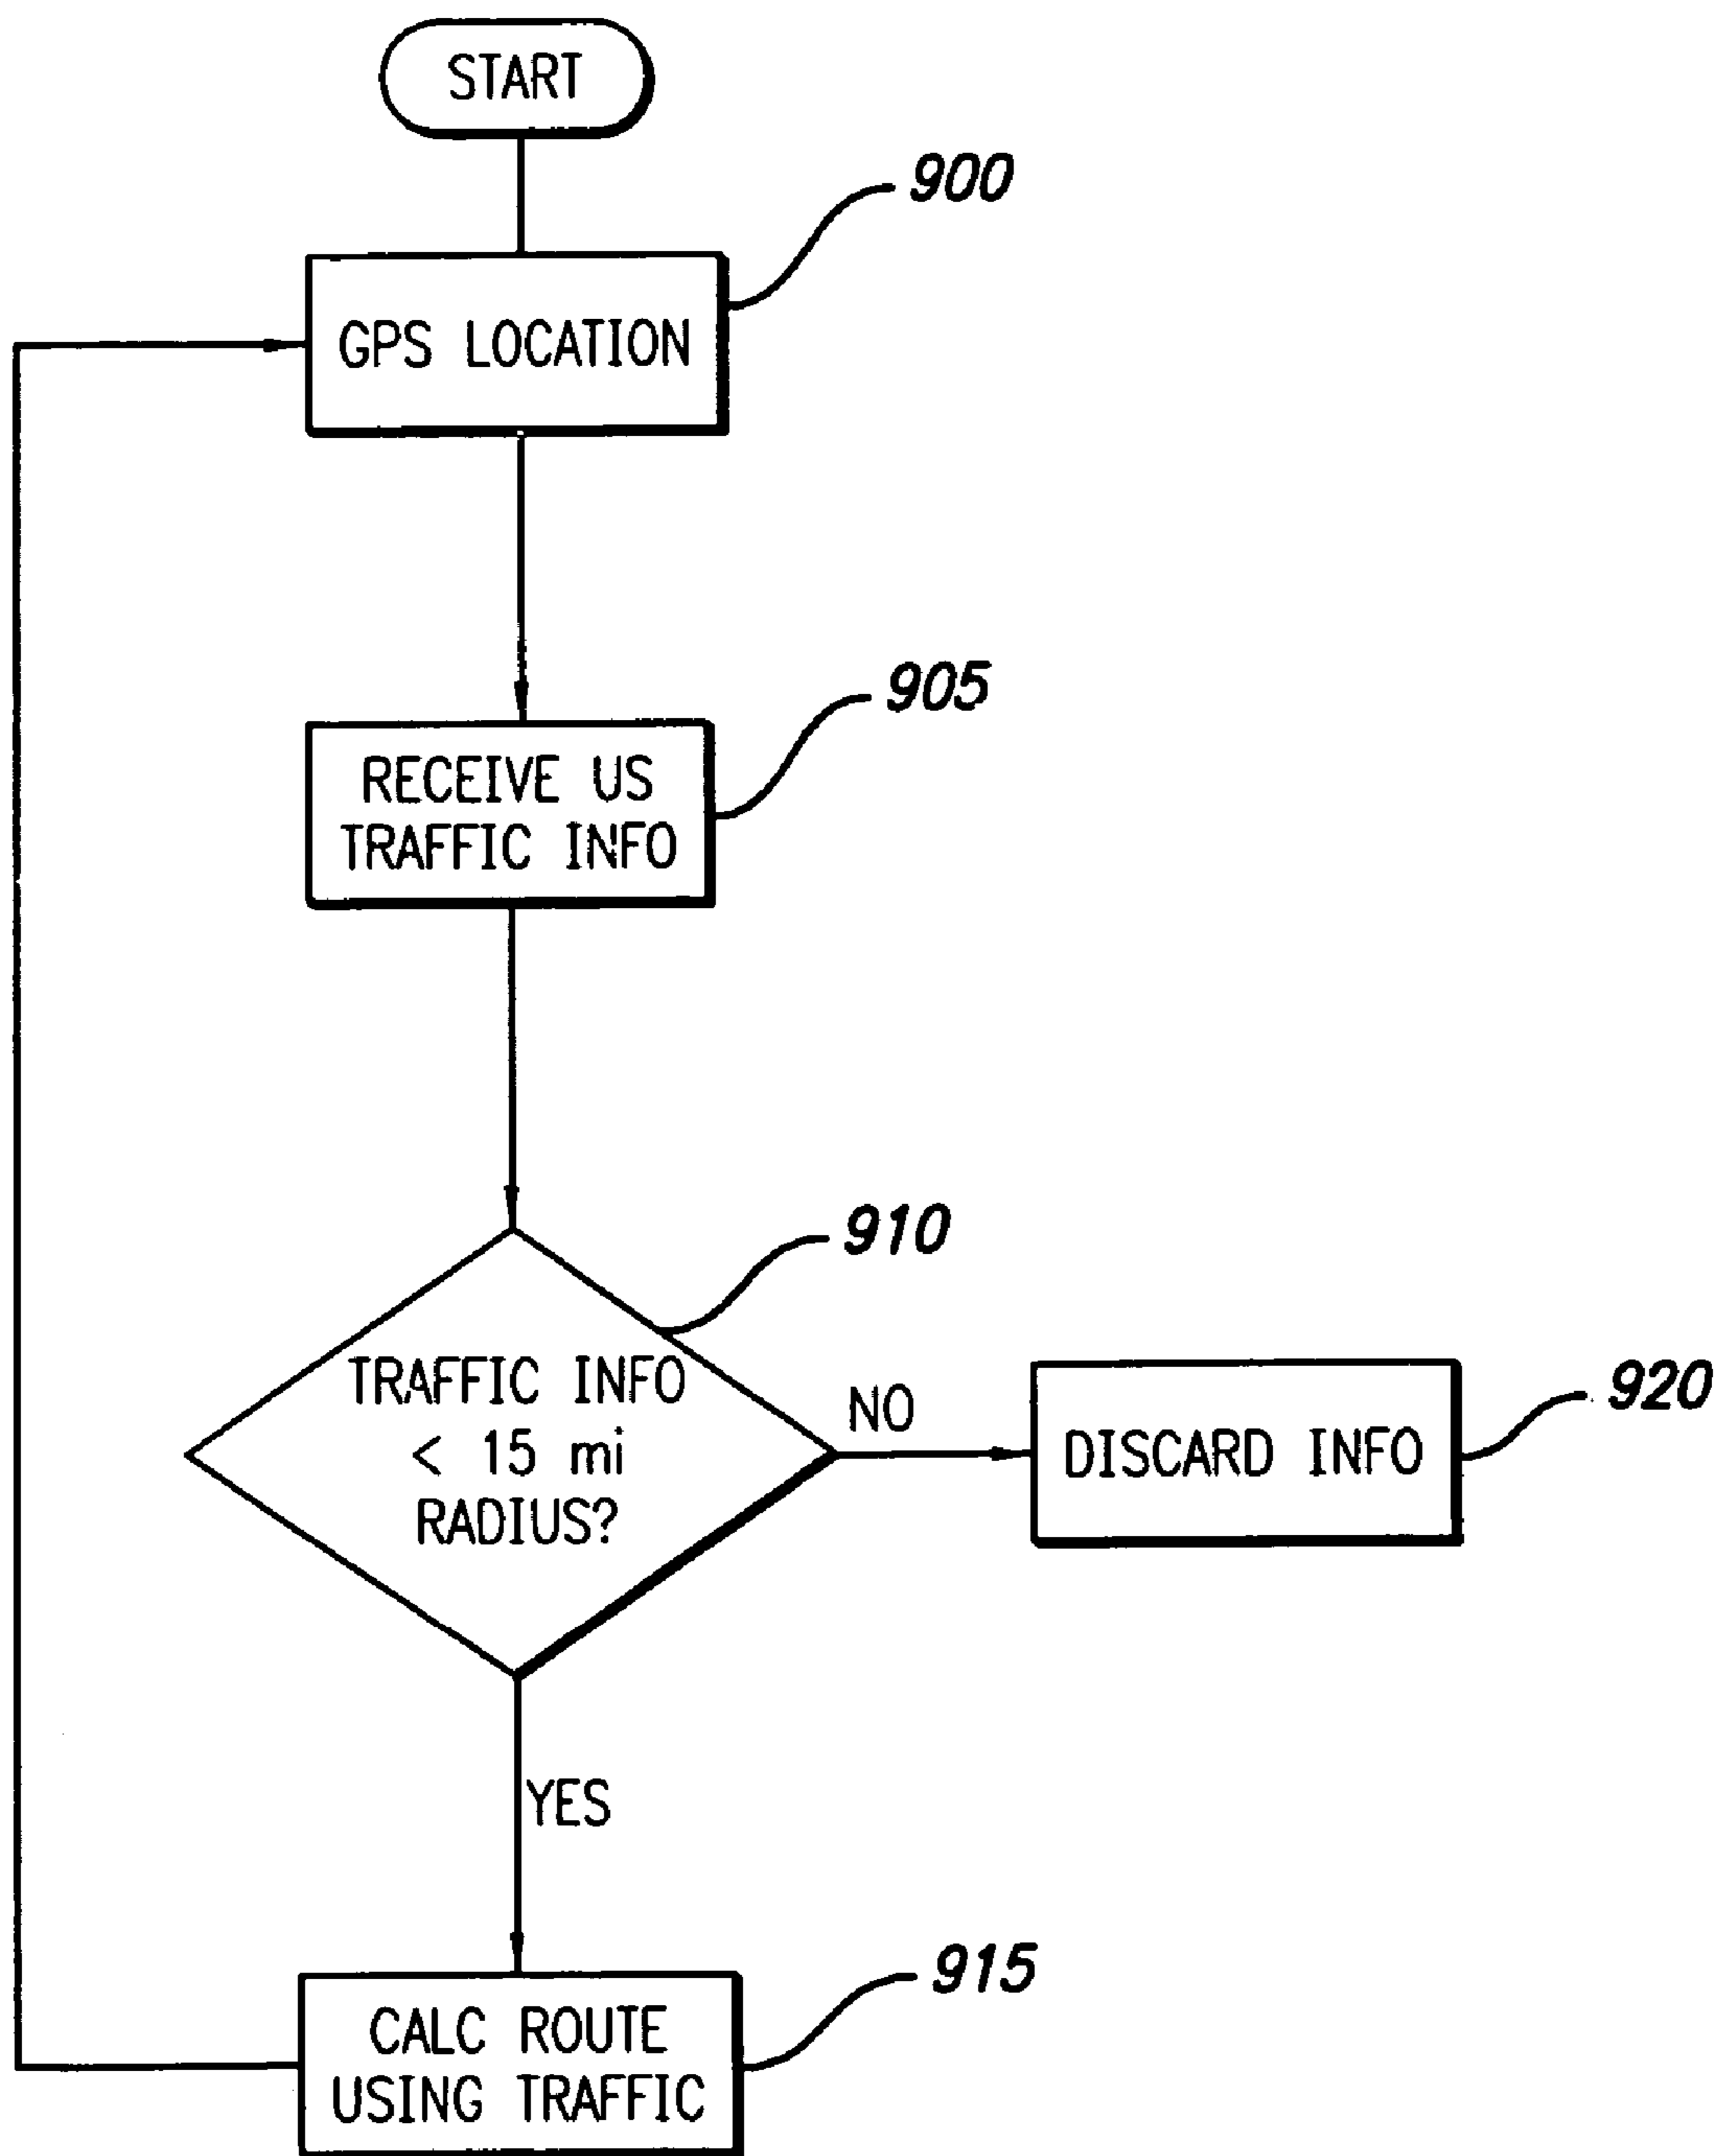 START
900
GPS LOCATION
905
RECEIVE US
TRAFFIC INFO
910
TRAFFIC INFO
< 15 mi
RADIUS?
NO
920
DISCARD INFO
YES
915
CALC ROUTE
USING TRAFFIC